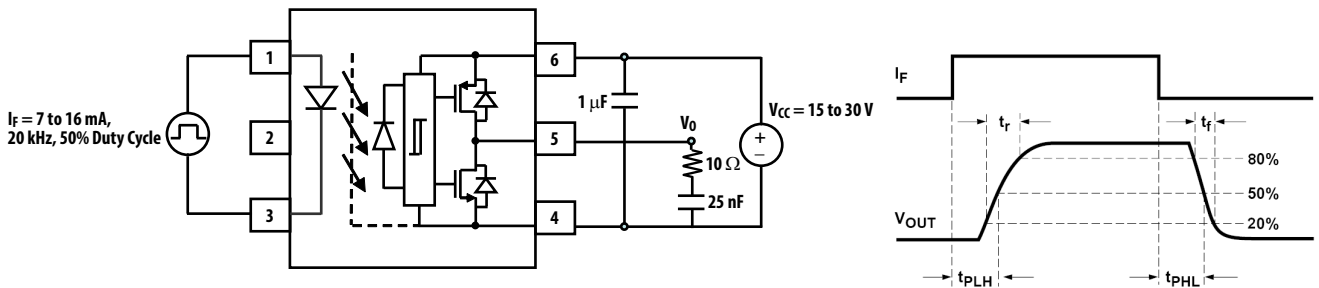 I_F = 7 to 16 mA,
20 kHz, 50% Duty Cycle
1
2
3
6
5
4
1 μF
V_O
10 Ω
25 nF
V_CC = 15 to 30 V
+
−
I_F
t_r
t_f
80%
50%
20%
V_OUT
t_PLH
t_PHL